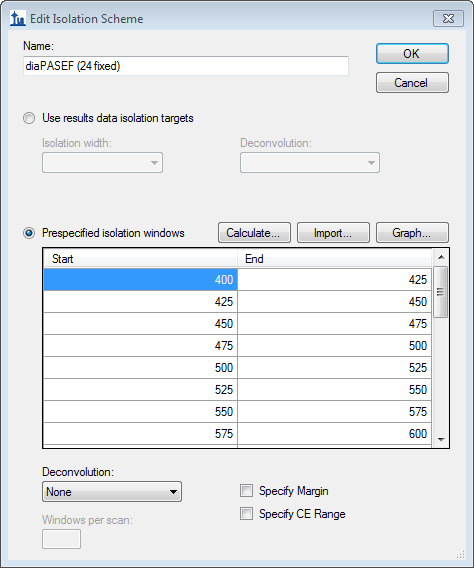 Edit Isolation Scheme
Name:
diaPASEF (24 fixed)
OK
Cancel
Use results data isolation targets
Isolation width: Deconvolution:
Prespecified isolation windows Calculate... Import... Graph...
Start End
400 425
425 450
450 475
475 500
500 525
525 550
550 575
575 600
Deconvolution:
None
Specify Margin
Windows per scan:
Specify CE Range